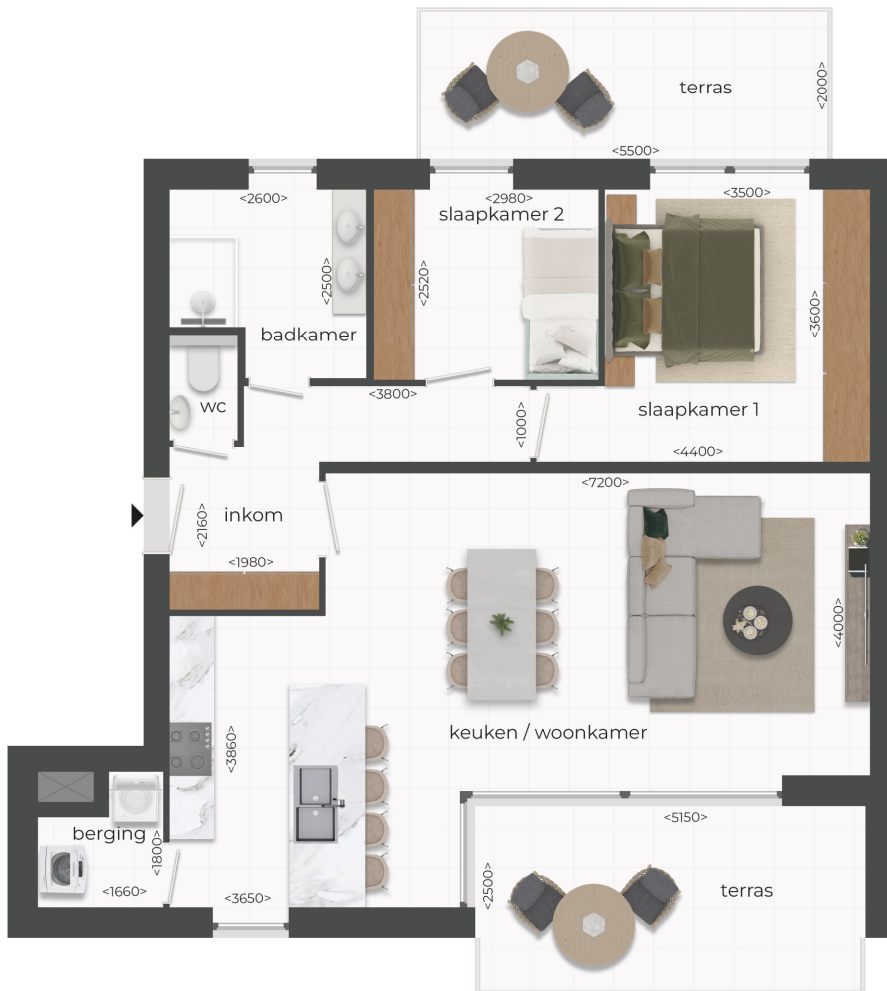 terras
<2000>
<5500>
<2600>
<2980>
<3500>
slaapkamer 2
<2500>
<2520>
<3600>
badkamer
<3800>
wc
<1000>
slaapkamer 1
<4400>
<7200>
<2160>
inkom
<1980>
<4000>
keuken / woonkamer
<3860>
<5150>
berging
<1800>
<1660>
<3650>
<2500>
terras